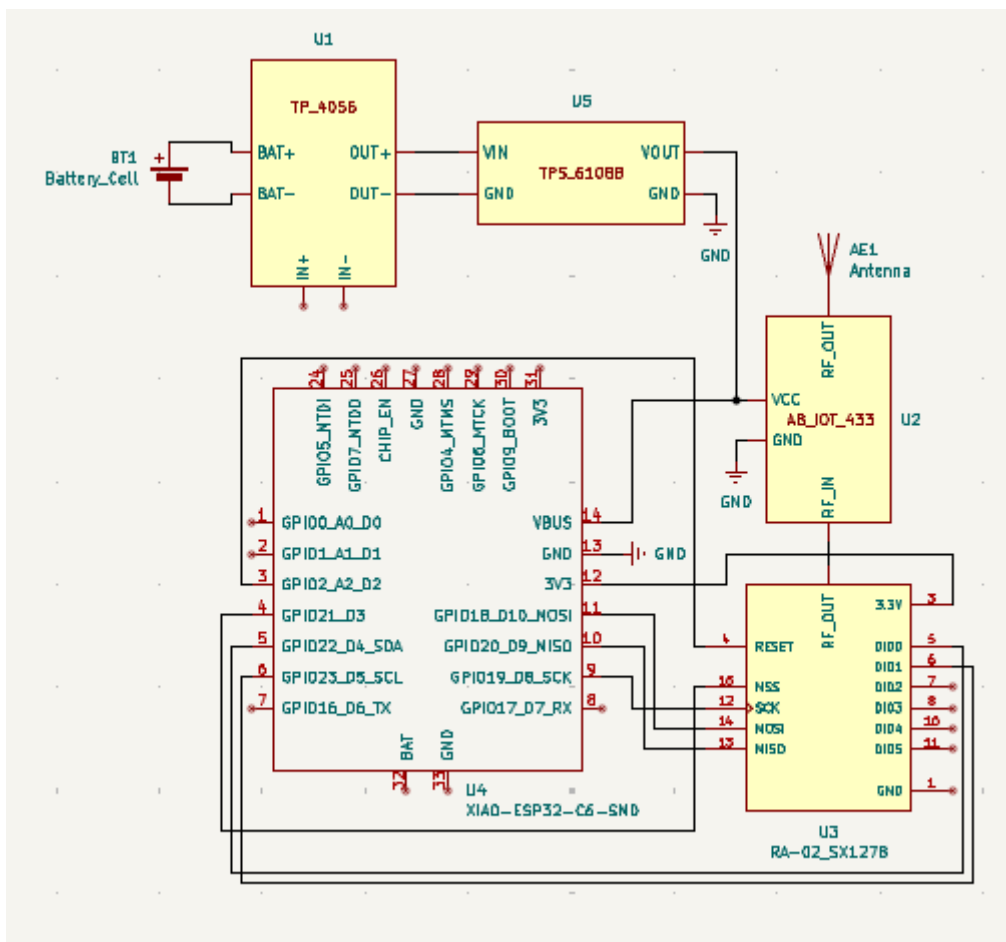 U1
TP_4056
BAT+
OUT+
BAT-
OUT-
IN+
IN-
BT1
Battery_Cell
+
U5
VIN
VOUT
TPS_61088
GND
GND
GND
AE1
Antenna
RF_OUT
VCC
AB_IOT_433
U2
GND
RF_IN
GND
24
25
26
27
28
29
30
31
GPIO5_MTDI
GPIO7_MTDO
CHIP_EN
GND
GPIO4_MTMS
GPIO6_MTCK
GPIO9_BOOT
3V3
1 GPIO0_A0_D0
2 GPIO1_A1_D1
3 GPIO2_A2_D2
4 GPIO21_D3
5 GPIO22_D4_SDA
6 GPIO23_D5_SCL
7 GPIO16_D6_TX
VBUS 14
GND 13
GND
3V3 12
GPIO18_D10_MOSI 11
GPIO20_D9_MISO 10
GPIO19_D8_SCK 9
GPIO17_D7_RX 8
BAT
GND
32
33
U4
XIAO-ESP32-C6-SMD
RF_OUT
3.3V 3
4 RESET
DIO0 5
DIO1 6
16 NSS
DIO2 7
12 SCK
DIO3 8
14 MOSI
DIO4 10
13 MISO
DIO5 11
GND 1
U3
RA-02_SX1278